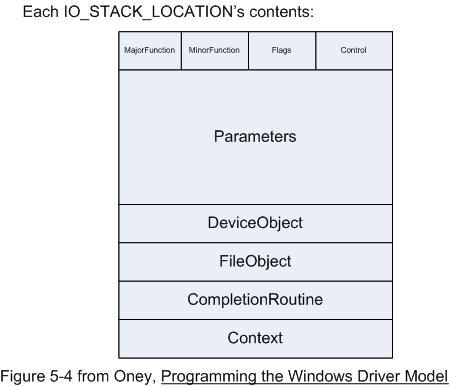 Each IO_STACK_LOCATION’s contents:
MajorFunction MinorFunction Flags Control
Parameters
DeviceObject
FileObject
CompletionRoutine
Context
Figure 5-4 from Oney, Programming the Windows Driver Model